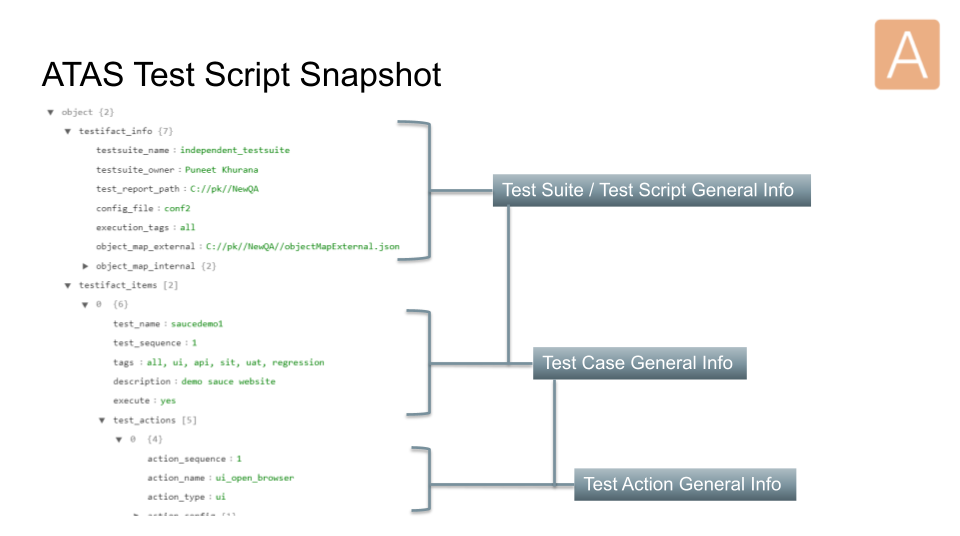 A
ATAS Test Script Snapshot
object {2}
testifact_info {7}
testsuite_name : independent_testsuite
testsuite_owner : Puneet Khurana
test_report_path : C://pk//NewQA
config_file : conf2
execution_tags : all
object_map_external : C://pk//NewQA//objectMapExternal.json
object_map_internal {2}
Test Suite / Test Script General Info
testifact_items [2]
0 {6}
test_name : saucedemo1
test_sequence : 1
tags : all, ui, api, sit, uat, regression
description : demo sauce website
execute : yes
Test Case General Info
test_actions [5]
0 {4}
action_sequence : 1
action_name : ui_open_browser
action_type : ui
action_config {1}
Test Action General Info